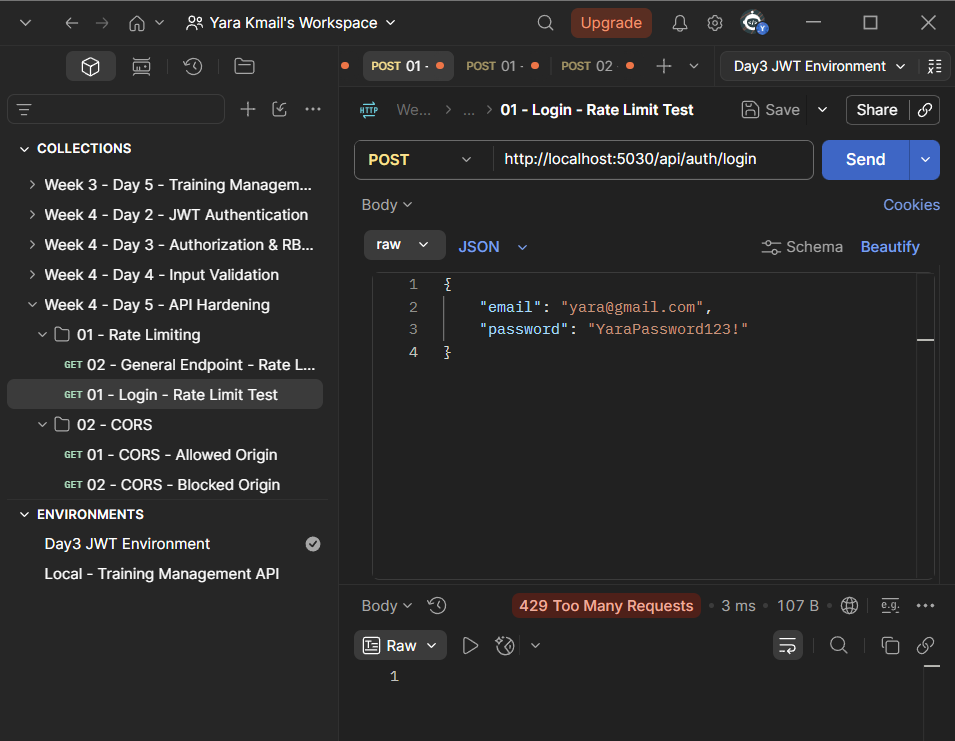 Yara Kmail's Workspace
Upgrade
Y
POST 01 -
POST 01 -
POST 02
Day3 JWT Environment
HTTP
We...
...
01 - Login - Rate Limit Test
Save
Share
COLLECTIONS
Week 3 - Day 5 - Training Managem...
Week 4 - Day 2 - JWT Authentication
Week 4 - Day 3 - Authorization & RB...
Week 4 - Day 4 - Input Validation
Week 4 - Day 5 - API Hardening
01 - Rate Limiting
GET 02 - General Endpoint - Rate L...
GET 01 - Login - Rate Limit Test
02 - CORS
GET 01 - CORS - Allowed Origin
GET 02 - CORS - Blocked Origin
ENVIRONMENTS
Day3 JWT Environment
Local - Training Management API
POST
http://localhost:5030/api/auth/login
Send
Body
Cookies
raw
JSON
Schema
Beautify
1 {
2 "email": "yara@gmail.com",
3 "password": "YaraPassword123!"
4 }
Body
429 Too Many Requests
3 ms
107 B
e.g.
Raw
1